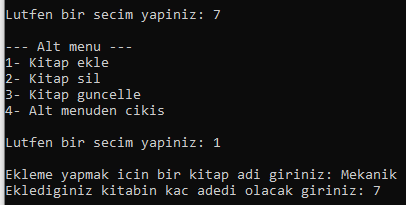 Lutfen bir secim yapiniz: 7
--- Alt menu ---
1- Kitap ekle
2- Kitap sil
3- Kitap guncelle
4- Alt menuden cikis
Lutfen bir secim yapiniz: 1
Ekleme yapmak icin bir kitap adi giriniz: Mekanik
Eklediginiz kitabin kac adedi olacak giriniz: 7